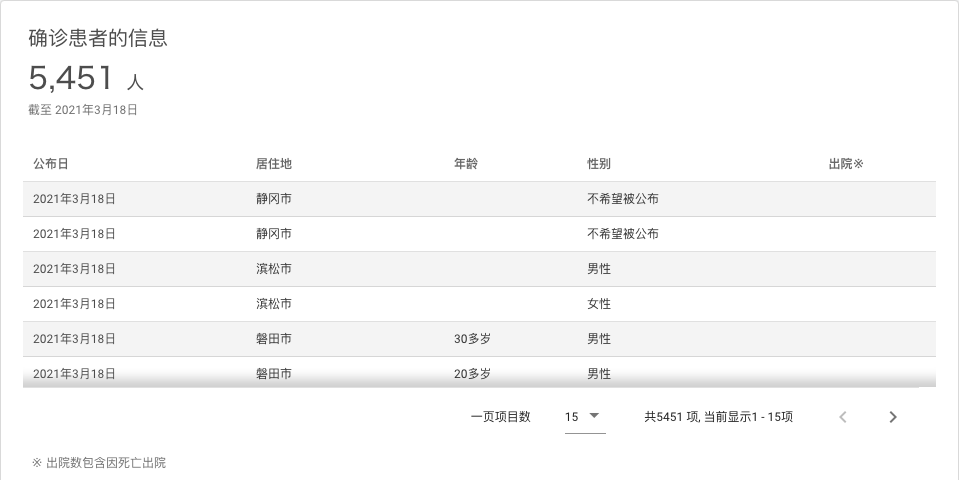 确诊患者的信息
5,451 人
截至 2021年3月18日
公布日 居住地 年龄 性别 出院※
2021年3月18日 静冈市 不希望被公布
2021年3月18日 静冈市 不希望被公布
2021年3月18日 滨松市 男性
2021年3月18日 滨松市 女性
2021年3月18日 磐田市 30多岁 男性
2021年3月18日 磐田市 20多岁 男性
一页项目数 15 共5451 项, 当前显示1 - 15项
※ 出院数包含因死亡出院